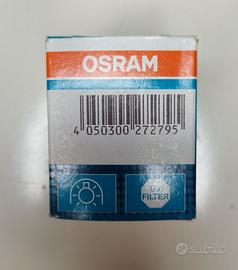 OSRAM
4 050300 272795
UV
FILTER
subito